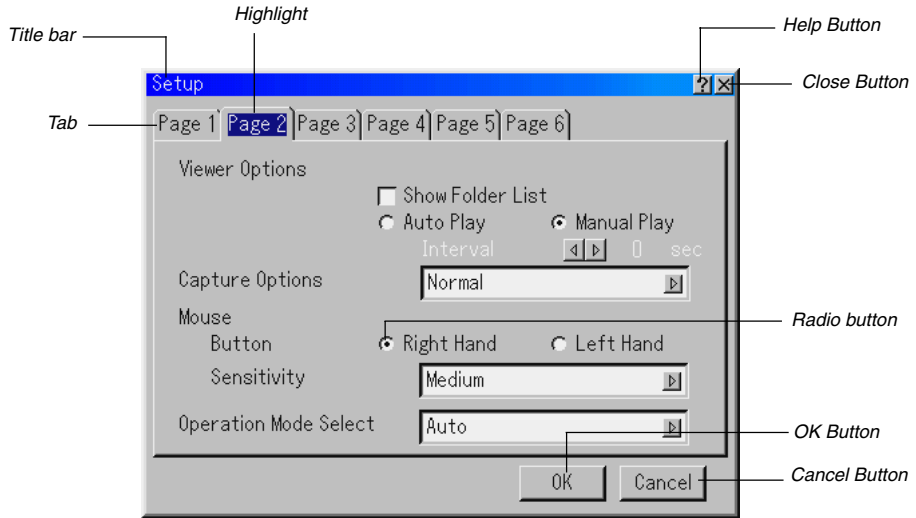 Highlight
Help Button
Title bar
Setup
?
Close Button
Tab
Page 1 Page 2 Page 3 Page 4 Page 5 Page 6
Viewer Options
Show Folder List
Auto Play Manual Play
Interval 0 sec
Capture Options Normal
Mouse
Radio button
Button Right Hand Left Hand
Sensitivity Medium
Operation Mode Select Auto
OK Button
OK Cancel
Cancel Button